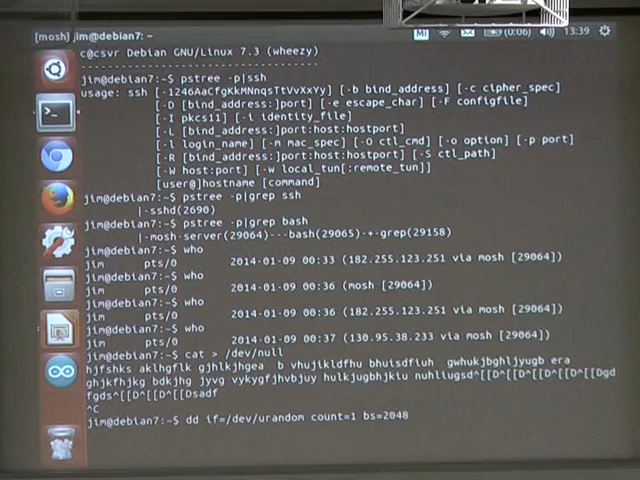 [mosh] jim@debian7: ~
(0:06) 13:39
c@csvr Debian GNU/Linux 7.3 (wheezy)
jim@debian7:~$ pstree -p|ssh
usage: ssh [-1246AaCfgKkMNnqsTtVvXxYy] [-b bind_address] [-c cipher_spec]
[-D [bind_address:]port] [-e escape_char] [-F configfile]
[-I pkcs11] [-i identity_file]
[-L [bind_address:]port:host:hostport]
[-l login_name] [-m mac_spec] [-O ctl_cmd] [-o option] [-p port]
[-R [bind_address:]port:host:hostport] [-S ctl_path]
[-W host:port] [-w local_tun[:remote_tun]]
[user@]hostname [command]
jim@debian7:~$ pstree -p|grep ssh
|-sshd(2690)
jim@debian7:~$ pstree -p|grep bash
|-mosh-server(29064)---bash(29065)-+-grep(29158)
jim@debian7:~$ who
jim pts/0 2014-01-09 00:33 (182.255.123.251 via mosh [29064])
jim@debian7:~$ who
jim pts/0 2014-01-09 00:36 (mosh [29064])
jim@debian7:~$ who
jim pts/0 2014-01-09 00:36 (182.255.123.251 via mosh [29064])
jim@debian7:~$ who
jim pts/0 2014-01-09 00:37 (130.95.38.233 via mosh [29064])
jim@debian7:~$ cat > /dev/null
hjfshks aklhgflk gjhlkjhgea b vhujikldfhu bhuisdfiuh gwhukjbghljyugb era
ghjkfhjkg bdkjhg jyvg vykygfjhvbjuy hulkjugbhjkiu nuhliugsd^[[D^[[D^[[D^[[D^[[Dgd
fgds^[[D^[[D^[[Dsadf
^C
jim@debian7:~$ dd if=/dev/urandom count=1 bs=2048